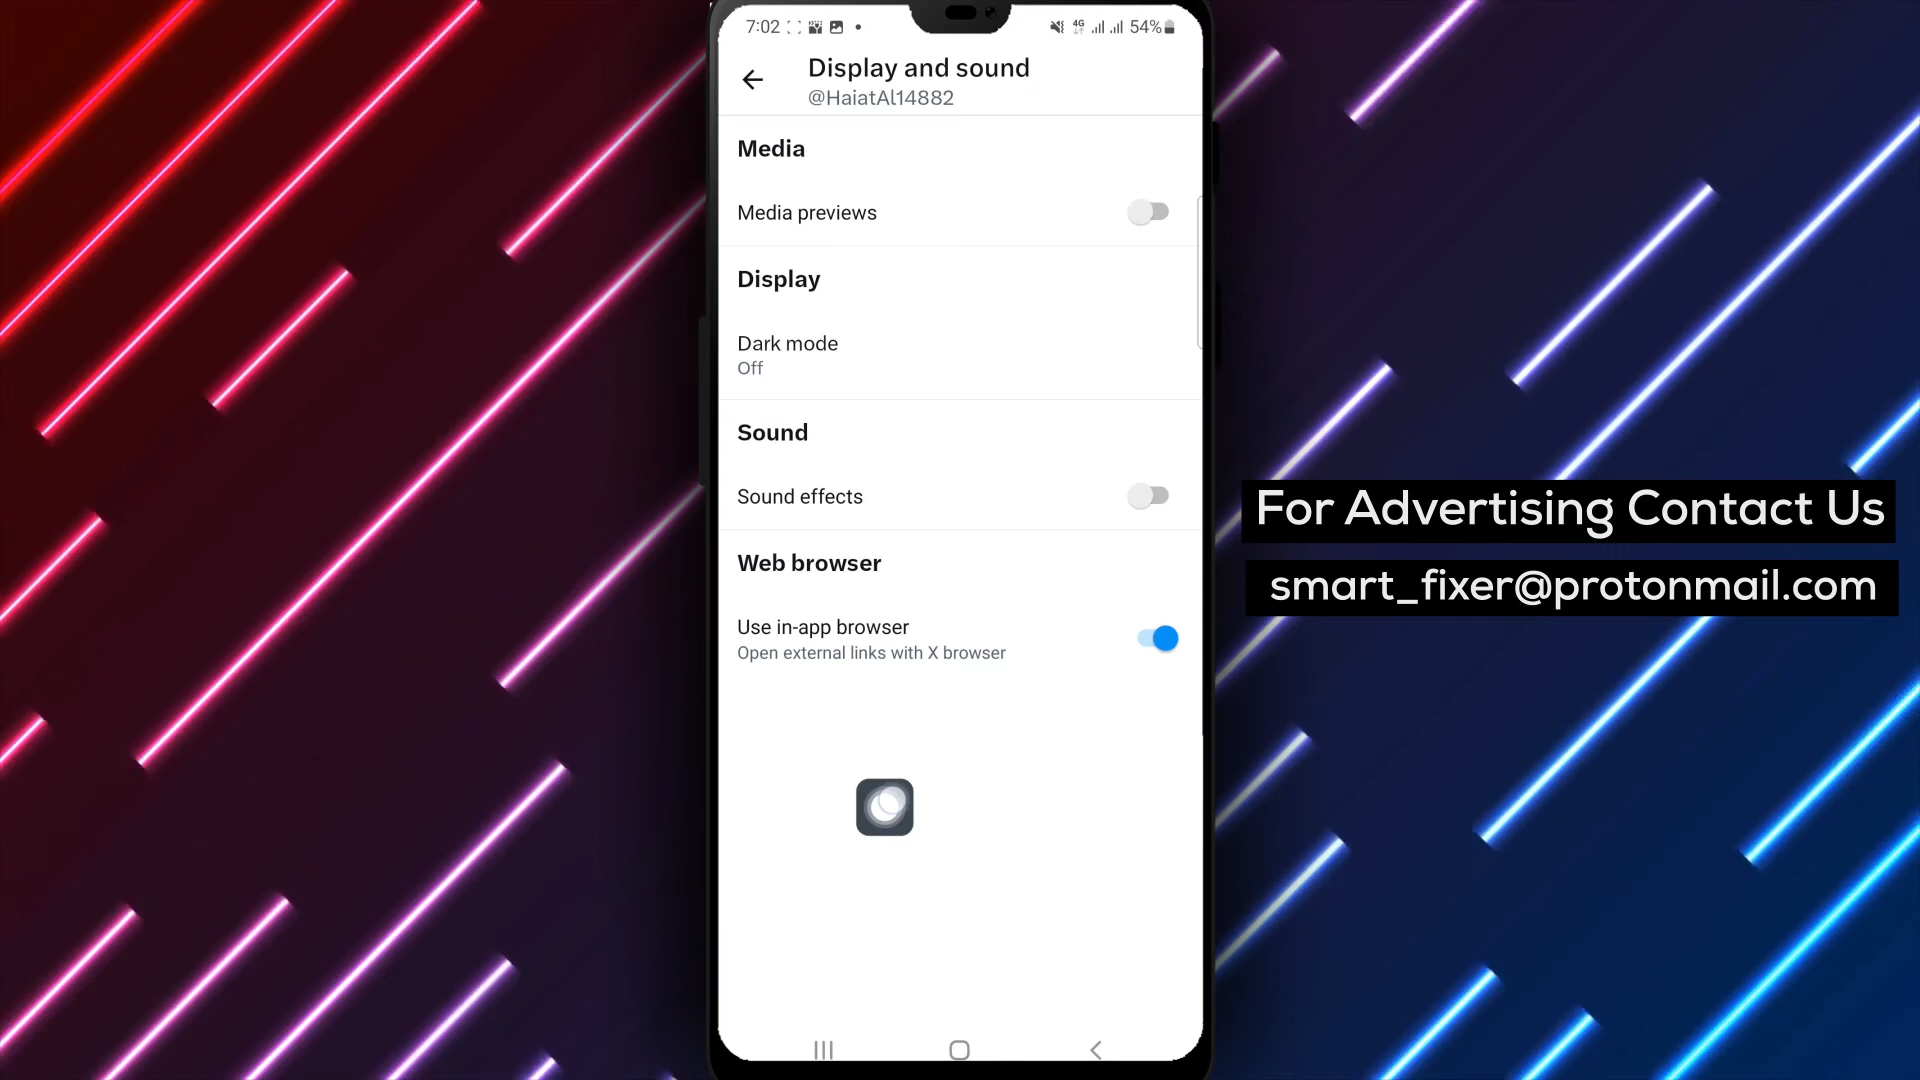 7:02
4G 54%
Display and sound
@HaiatAl14882
Media
Media previews
Display
Dark mode
Off
Sound
Sound effects
Web browser
Use in-app browser
Open external links with X browser
For Advertising Contact Us
smart_fixer@protonmail.com